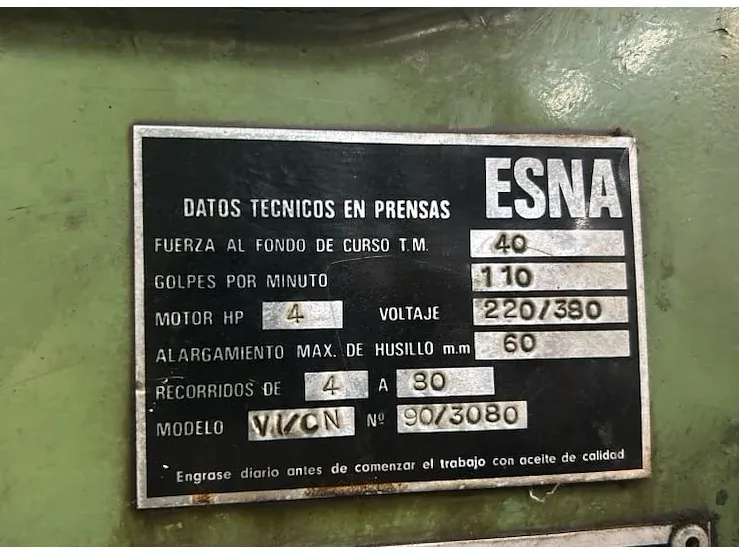 ESNA
DATOS TECNICOS EN PRENSAS
FUERZA AL FONDO DE CURSO T.M. 40
GOLPES POR MINUTO 110
MOTOR HP 4 VOLTAJE 220/380
ALARGAMIENTO MAX. DE HUSILLO m.m 60
RECORRIDOS DE 4 A 80
MODELO VI/CN Nº 90/3080
Engrase diario antes de comenzar el trabajo con aceite de calidad